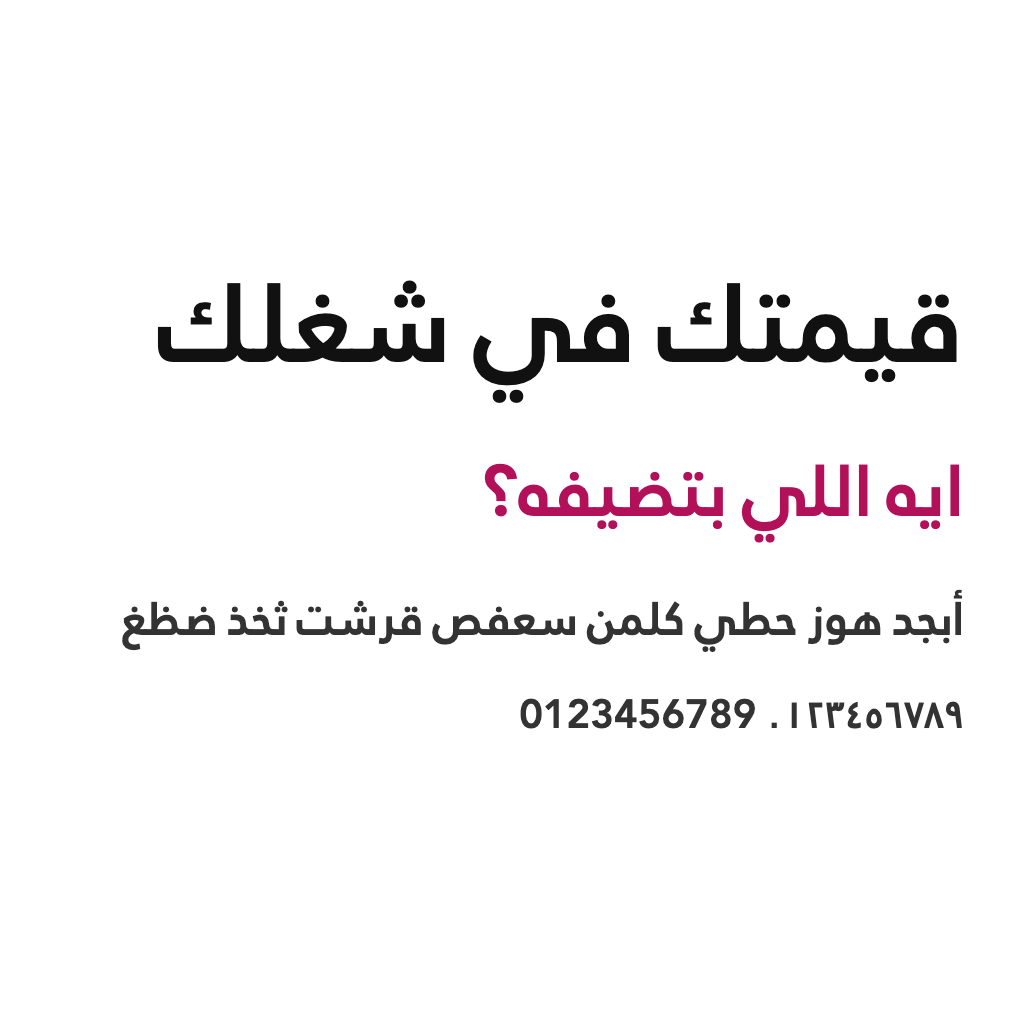 قيمتك في شغلك
ايه اللي بتضيفه؟
أبجد هوز حطي كلمن سعفص قرشت ثخذ ضظغ
٠١٢٣٤٥٦٧٨٩ 0123456789